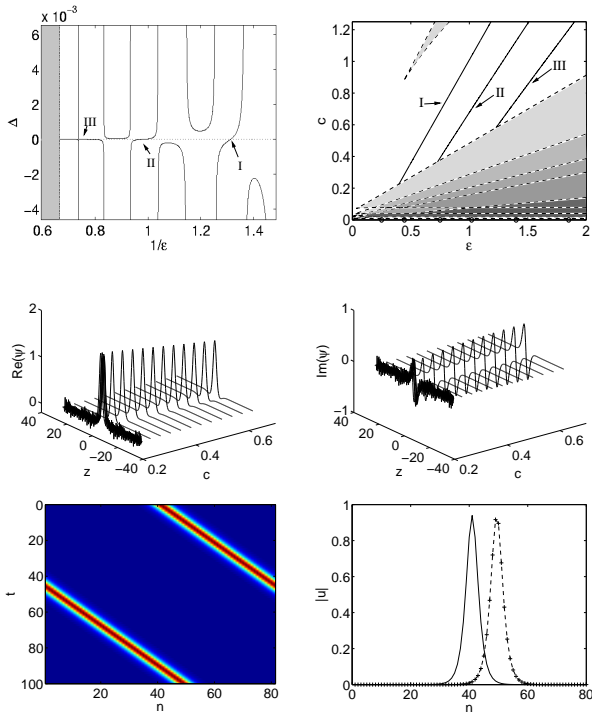 x 10⁻³
6
4
2
0
−2
−4
Δ
0.6 0.8 1 1.2 1.4
1/ε
III
II
I
1.2
1
0.8
0.6
0.4
0.2
0
c
0 0.5 1 1.5 2
ε
I
II
III
2
1
0
Re(ψ)
40
20
0
−20
−40
z
0.2
0.4
0.6
c
1
0
−1
Im(ψ)
40
20
0
−20
−40
z
0.2
0.4
0.6
c
0
20
40
60
80
100
t
20 40 60 80
n
1
0.8
0.6
0.4
0.2
0
|u|
0 20 40 60 80
n